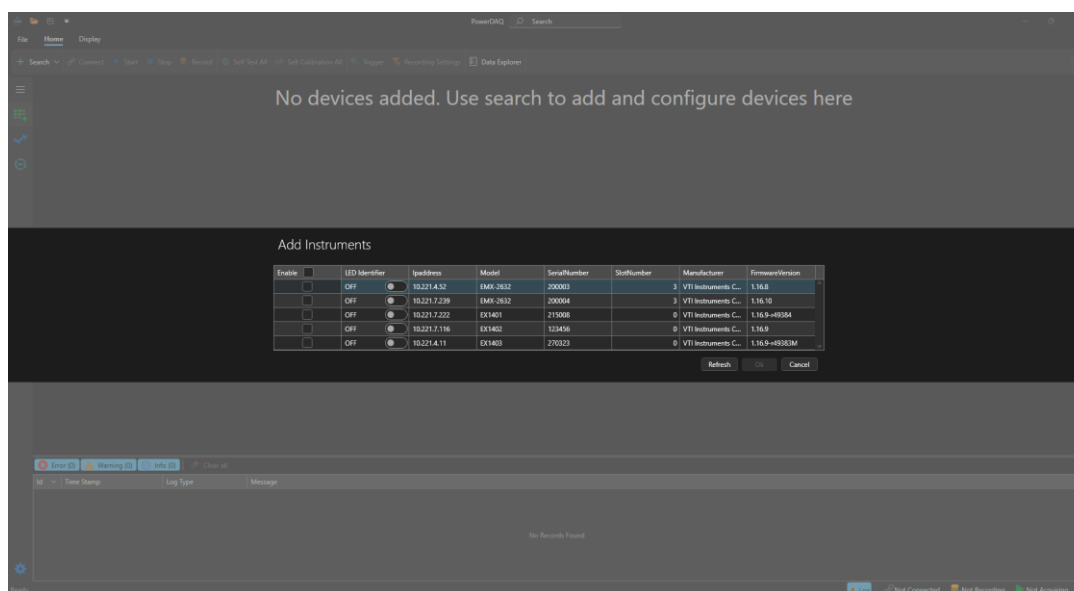 PowerDAQ Search
File Home Display
Search Connect Start Stop Record Self Test All Self Calibration All Trigger Recording Settings Data Explorer
No devices added. Use search to add and configure devices here
Add Instruments
Enable LED Identifier Ipaddress Model SerialNumber SlotNumber Manufacturer FirmwareVersion
OFF 10.221.4.52 EMX-2632 200003 3 VTI Instruments C... 1.16.8
OFF 10.221.7.239 EMX-2632 200004 3 VTI Instruments C... 1.16.10
OFF 10.221.7.222 EX1401 215008 0 VTI Instruments C... 1.16.9-r49384
OFF 10.221.7.116 EX1402 123456 0 VTI Instruments C... 1.16.9
OFF 10.221.4.11 EX1403 270323 0 VTI Instruments C... 1.16.9-r49383M
Refresh Ok Cancel
Error (0) Warning (0) Info (0) Clear all
Id Time Stamp Log Type Message
No Records Found
Ready Not Connected Not Recording Not Acquiring